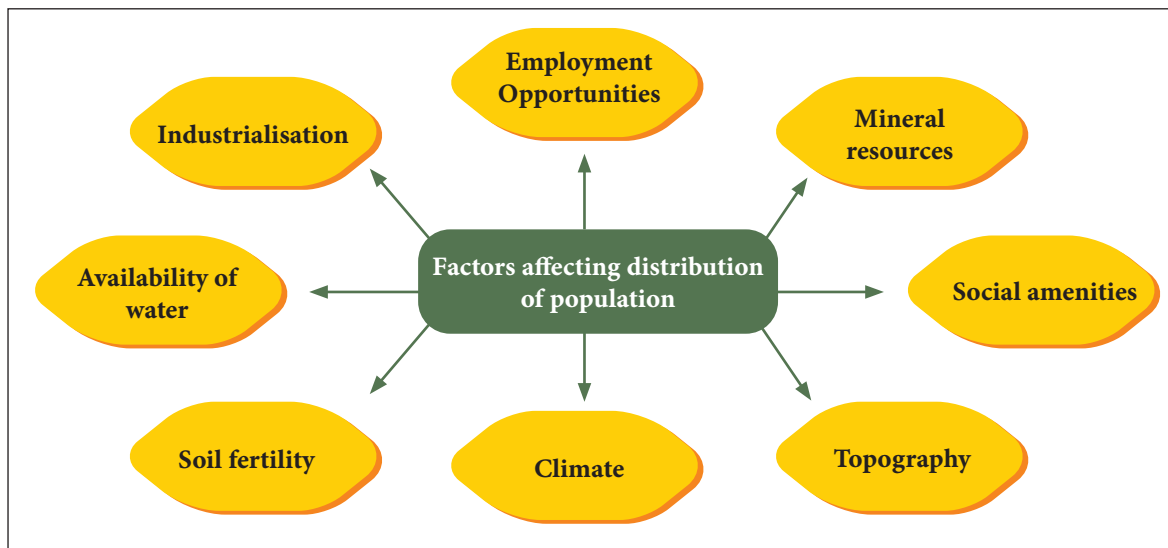 Employment
Opportunities
Industrialisation
Mineral
resources
Factors affecting distribution
of population
Availability of
water
Social amenities
Soil fertility
Climate
Topography